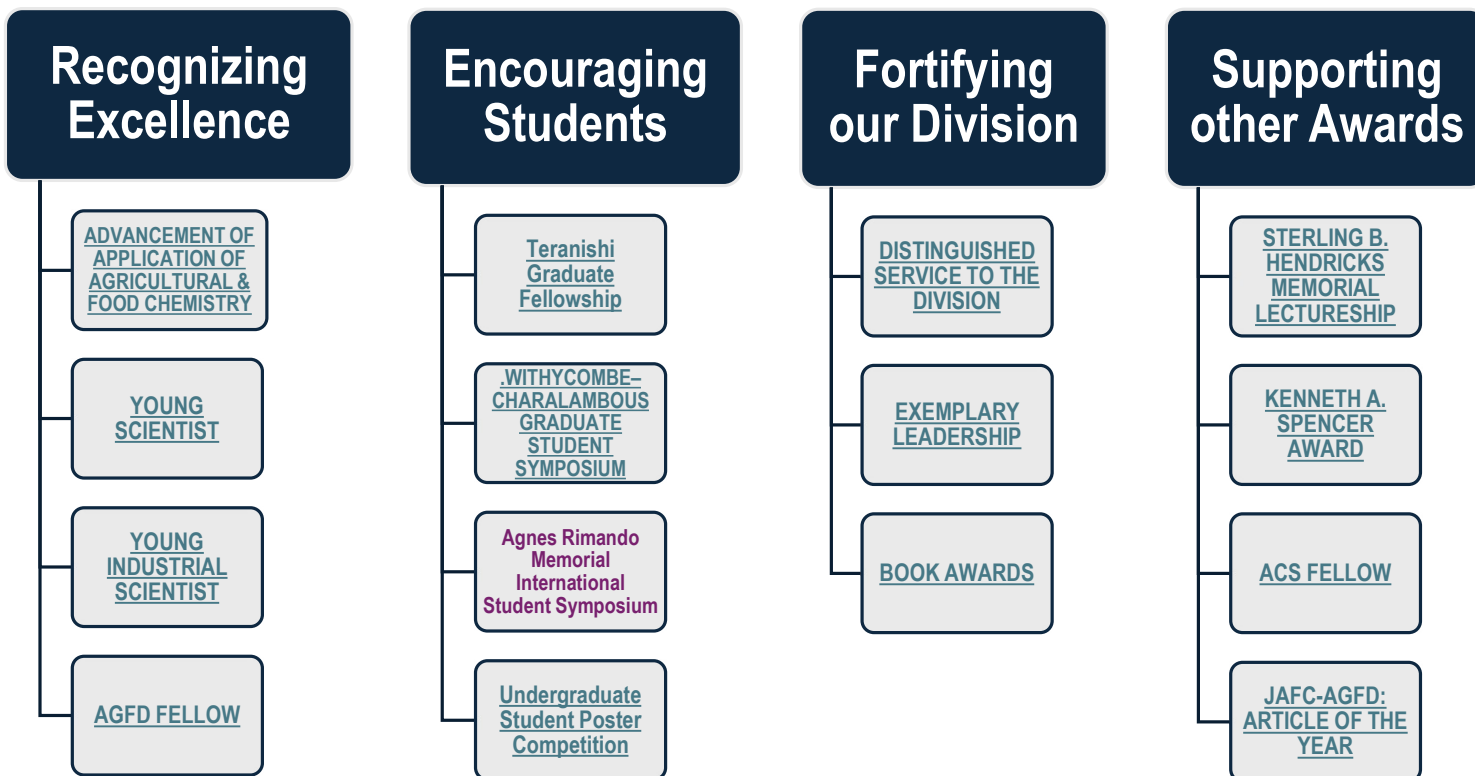 Recognizing
Excellence
ADVANCEMENT OF
APPLICATION OF
AGRICULTURAL &
FOOD CHEMISTRY
YOUNG
SCIENTIST
YOUNG
INDUSTRIAL
SCIENTIST
AGFD FELLOW
Encouraging
Students
Teranishi
Graduate
Fellowship
.WITHYCOMBE–
CHARALAMBOUS
GRADUATE
STUDENT
SYMPOSIUM
Agnes Rimando
Memorial
International
Student Symposium
Undergraduate
Student Poster
Competition
Fortifying
our Division
DISTINGUISHED
SERVICE TO THE
DIVISION
EXEMPLARY
LEADERSHIP
BOOK AWARDS
Supporting
other Awards
STERLING B.
HENDRICKS
MEMORIAL
LECTURESHIP
KENNETH A.
SPENCER
AWARD
ACS FELLOW
JAFC-AGFD:
ARTICLE OF THE
YEAR